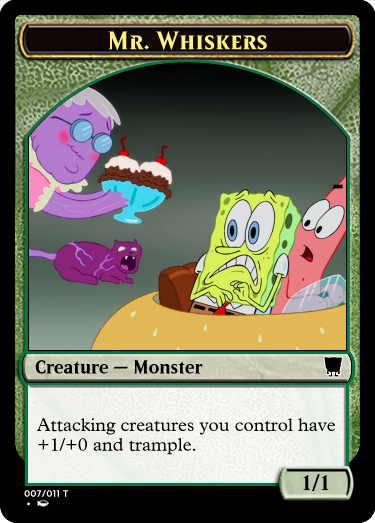 Mr. Whiskers
Creature — Monster
Attacking creatures you control have
+1/+0 and trample.
1/1
007/011 T